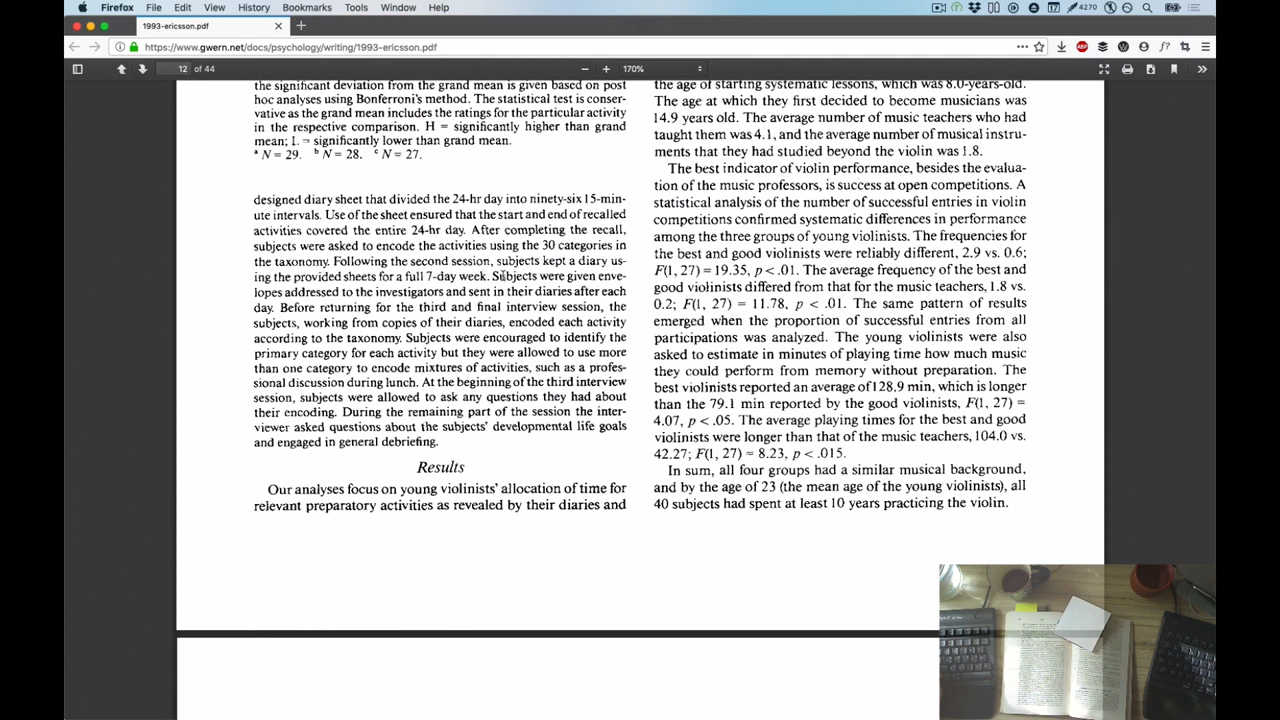 Firefox File Edit View History Bookmarks Tools Window Help 4270
1993-ericsson.pdf
https://www.gwern.net/docs/psychology/writing/1993-ericsson.pdf
12 of 44 170%
the significant deviation from the grand mean is given based on post
hoc analyses using Bonferroni's method. The statistical test is conser-
vative as the grand mean includes the ratings for the particular activity
in the respective comparison. H = significantly higher than grand
mean; L = significantly lower than grand mean.
a N = 29. b N = 28. c N = 27.
designed diary sheet that divided the 24-hr day into ninety-six 15-min-
ute intervals. Use of the sheet ensured that the start and end of recalled
activities covered the entire 24-hr day. After completing the recall,
subjects were asked to encode the activities using the 30 categories in
the taxonomy. Following the second session, subjects kept a diary us-
ing the provided sheets for a full 7-day week. Subjects were given enve-
lopes addressed to the investigators and sent in their diaries after each
day. Before returning for the third and final interview session, the
subjects, working from copies of their diaries, encoded each activity
according to the taxonomy. Subjects were encouraged to identify the
primary category for each activity but they were allowed to use more
than one category to encode mixtures of activities, such as a profes-
sional discussion during lunch. At the beginning of the third interview
session, subjects were allowed to ask any questions they had about
their encoding. During the remaining part of the session the inter-
viewer asked questions about the subjects' developmental life goals
and engaged in general debriefing.
Results
Our analyses focus on young violinists' allocation of time for
relevant preparatory activities as revealed by their diaries and
the age of starting systematic lessons, which was 8.0-years-old.
The age at which they first decided to become musicians was
14.9 years old. The average number of music teachers who had
taught them was 4.1, and the average number of musical instru-
ments that they had studied beyond the violin was 1.8.
The best indicator of violin performance, besides the evalua-
tion of the music professors, is success at open competitions. A
statistical analysis of the number of successful entries in violin
competitions confirmed systematic differences in performance
among the three groups of young violinists. The frequencies for
the best and good violinists were reliably different, 2.9 vs. 0.6;
F(1, 27) = 19.35, p < .01. The average frequency of the best and
good violinists differed from that for the music teachers, 1.8 vs.
0.2; F(1, 27) = 11.78, p < .01. The same pattern of results
emerged when the proportion of successful entries from all
participations was analyzed. The young violinists were also
asked to estimate in minutes of playing time how much music
they could perform from memory without preparation. The
best violinists reported an average of 128.9 min, which is longer
than the 79.1 min reported by the good violinists, F(1, 27) =
4.07, p < .05. The average playing times for the best and good
violinists were longer than that of the music teachers, 104.0 vs.
42.27; F(1, 27) = 8.23, p < .015.
In sum, all four groups had a similar musical background,
and by the age of 23 (the mean age of the young violinists), all
40 subjects had spent at least 10 years practicing the violin.